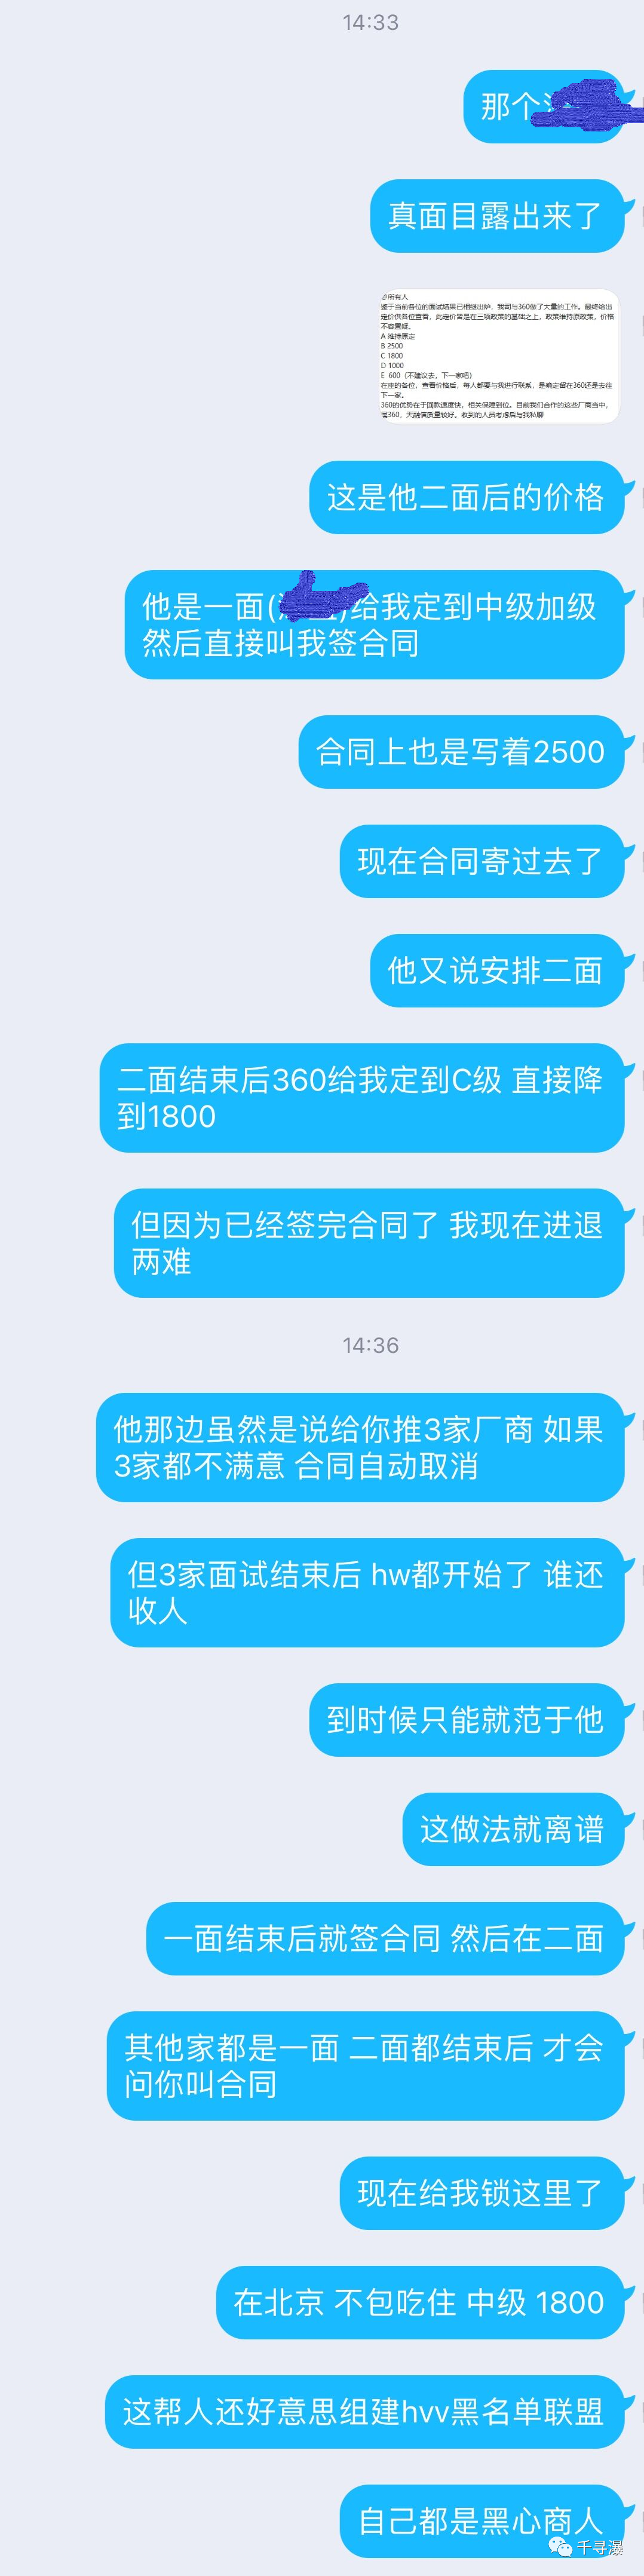 14:33
那个
真面目露出来了
@所有人
鉴于当前各位的面试结果已相继出炉，我司与360做了大量的工作。最终给出
定价供各位查看，此定价皆是在三项政策的基础之上，政策维持原政策，价格
不容置疑。
A 维持原定
B 2500
C 1800
D 1000
E 600（不建议去，下一家吧）
在座的各位，查看价格后，每人都要与我进行联系，是确定留在360还是去往
下一家。
360的优势在于回款速度快，相关保障到位。目前我们合作的这些厂商当中，
属360，天融信质量较好。收到的人员考虑后与我私聊
这是他二面后的价格
他是一面( )给我定到中级加级
然后直接叫我签合同
合同上也是写着2500
现在合同寄过去了
他又说安排二面
二面结束后360给我定到C级 直接降
到1800
但因为已经签完合同了 我现在进退
两难
14:36
他那边虽然是说给你推3家厂商 如果
3家都不满意 合同自动取消
但3家面试结束后 hw都开始了 谁还
收人
到时候只能就范于他
这做法就离谱
一面结束后就签合同 然后在二面
其他家都是一面 二面都结束后 才会
问你叫合同
现在给我锁这里了
在北京 不包吃住 中级 1800
这帮人还好意思组建hvv黑名单联盟
自己都是黑心商人
千寻瀑